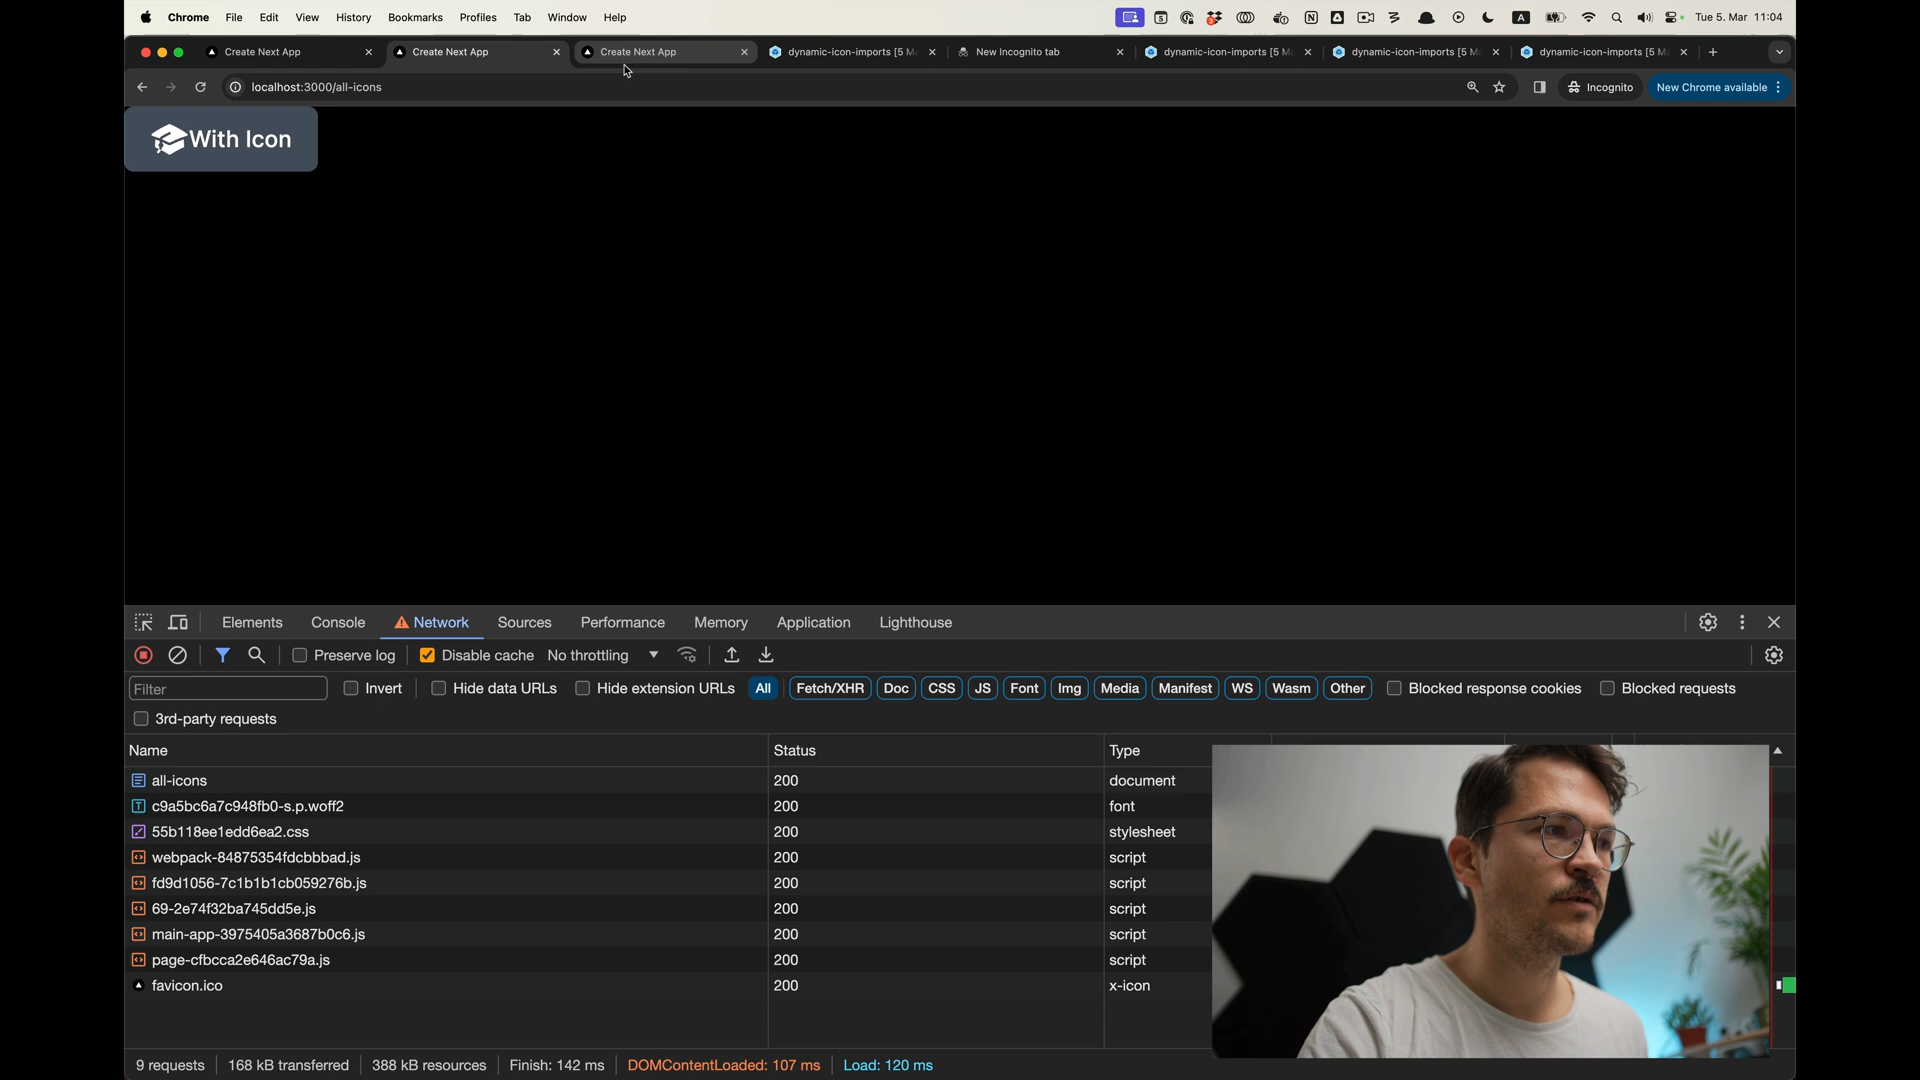 Chrome File Edit View History Bookmarks Profiles Tab Window Help Tue 5. Mar 11:04
Create Next App Create Next App Create Next App dynamic-icon-imports [5 Ma New Incognito tab dynamic-icon-imports [5 Ma dynamic-icon-imports [5 Ma dynamic-icon-imports [5 Ma
localhost:3000/all-icons Incognito New Chrome available
With Icon
Elements Console Network Sources Performance Memory Application Lighthouse
Preserve log Disable cache No throttling
Filter Invert Hide data URLs Hide extension URLs All Fetch/XHR Doc CSS JS Font Img Media Manifest WS Wasm Other Blocked response cookies Blocked requests
3rd-party requests
Name Status Type
all-icons 200 document
c9a5bc6a7c948fb0-s.p.woff2 200 font
55b118ee1edd6ea2.css 200 stylesheet
webpack-84875354fdcbbbad.js 200 script
fd9d1056-7c1b1b1cb059276b.js 200 script
69-2e74f32ba745dd5e.js 200 script
main-app-3975405a3687b0c6.js 200 script
page-cfbcca2e646ac79a.js 200 script
favicon.ico 200 x-icon
9 requests 168 kB transferred 388 kB resources Finish: 142 ms DOMContentLoaded: 107 ms Load: 120 ms